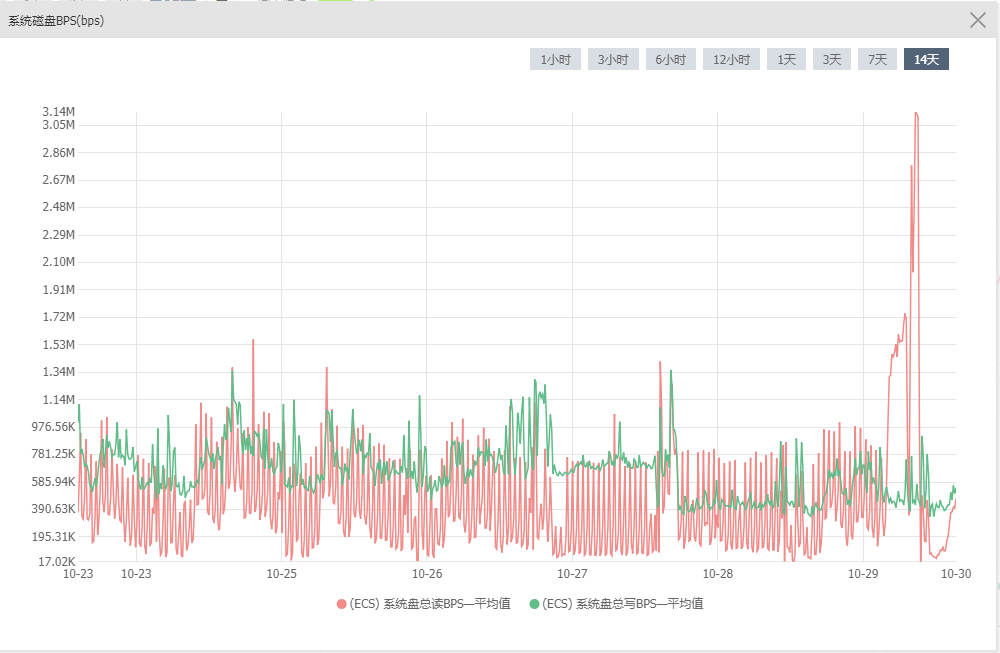 系统磁盘BPS(bps)
1小时 3小时 6小时 12小时 1天 3天 7天 14天
3.14M
3.05M
2.86M
2.67M
2.48M
2.29M
2.10M
1.91M
1.72M
1.53M
1.34M
1.14M
976.56K
781.25K
585.94K
390.63K
195.31K
17.02K
10-23 10-23 10-25 10-26 10-27 10-28 10-29 10-30
(ECS) 系统盘总读BPS—平均值 (ECS) 系统盘总写BPS—平均值